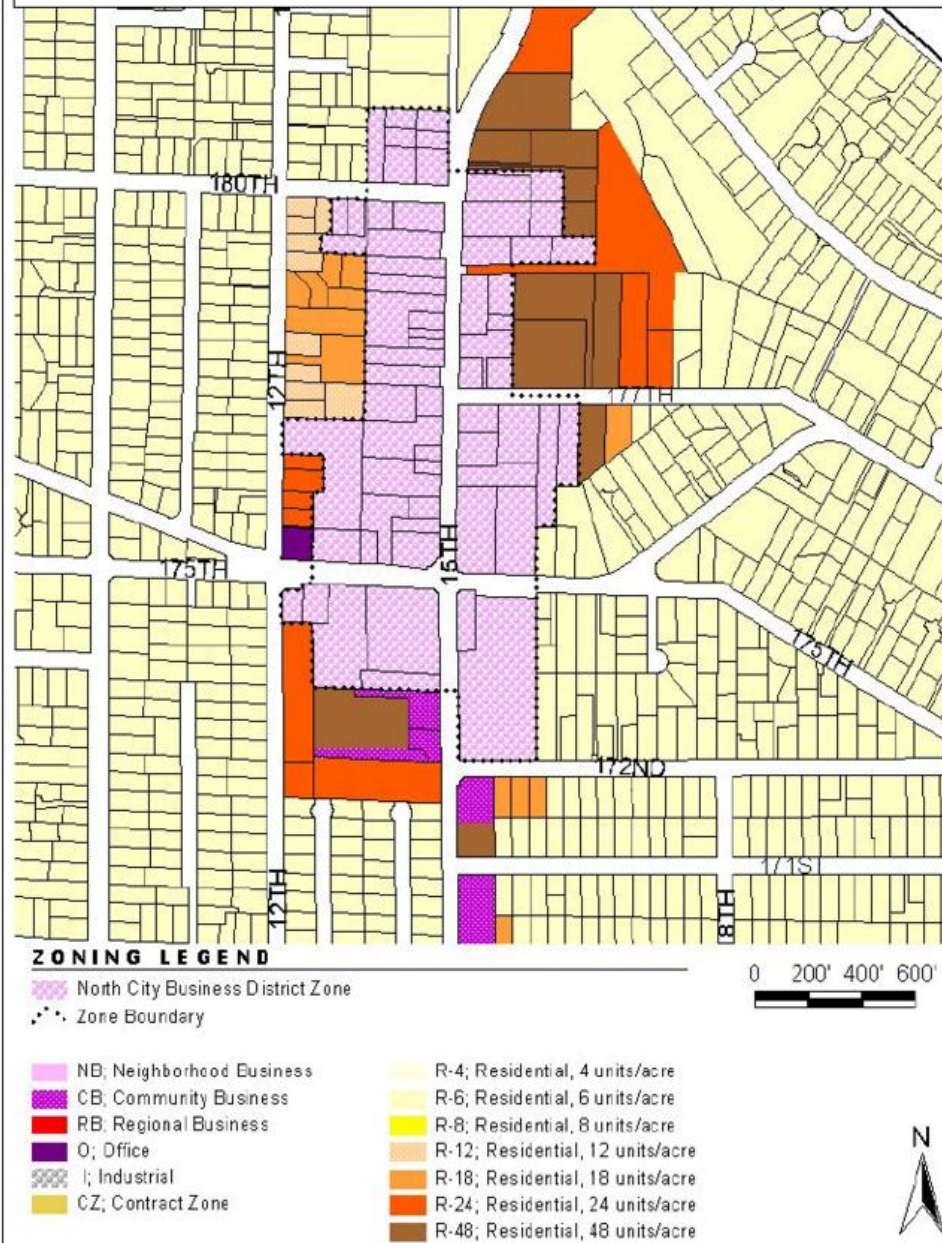 180TH
12TH
177TH
15TH
175TH
175TH
172ND
171ST
12TH
8TH
ZONING LEGEND
North City Business District Zone
Zone Boundary
0 200' 400' 600'
NB; Neighborhood Business
CB; Community Business
RB; Regional Business
O; Office
I; Industrial
CZ; Contract Zone
R-4; Residential, 4 units/acre
R-6; Residential, 6 units/acre
R-8; Residential, 8 units/acre
R-12; Residential, 12 units/acre
R-18; Residential, 18 units/acre
R-24; Residential, 24 units/acre
R-48; Residential, 48 units/acre
N